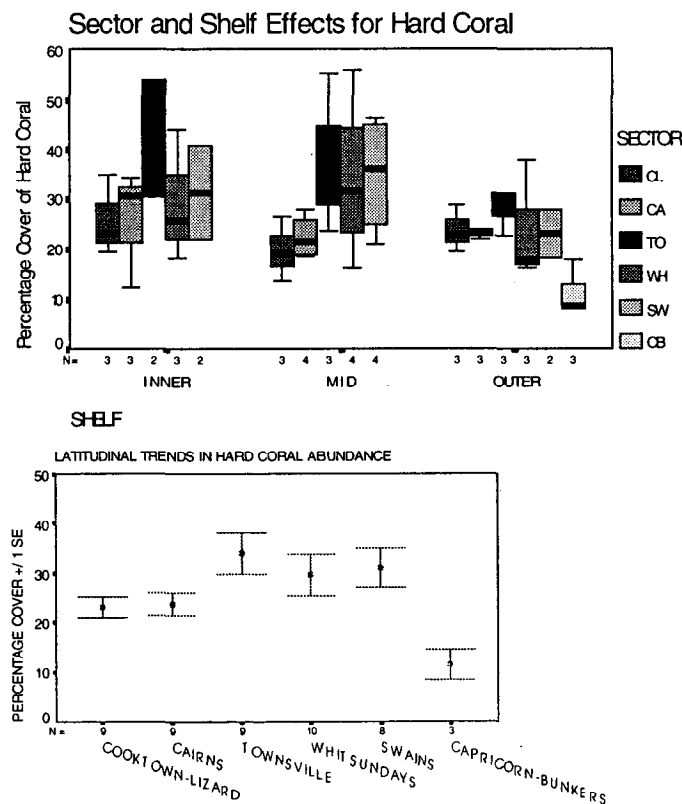 Sector and Shelf Effects for Hard Coral
Percentage Cover of Hard Coral
60
50
40
30
20
10
0
N =
3 3 2 3 2 3 4 3 4 4 3 3 3 3 2 3
INNER MID OUTER
SECTOR
CL
CA
TO
WH
SW
CB
SHELF
LATITUDINAL TRENDS IN HARD CORAL ABUNDANCE
PERCENTAGE COVER +/ 1 SE
50
40
30
20
10
0
N =
9 9 9 10 8 3
COOKTOWN-LIZARD
CAIRNS
TOWNSVILLE
WHITSUNDAYS
SWAINS
CAPRICORN-BUNKERS